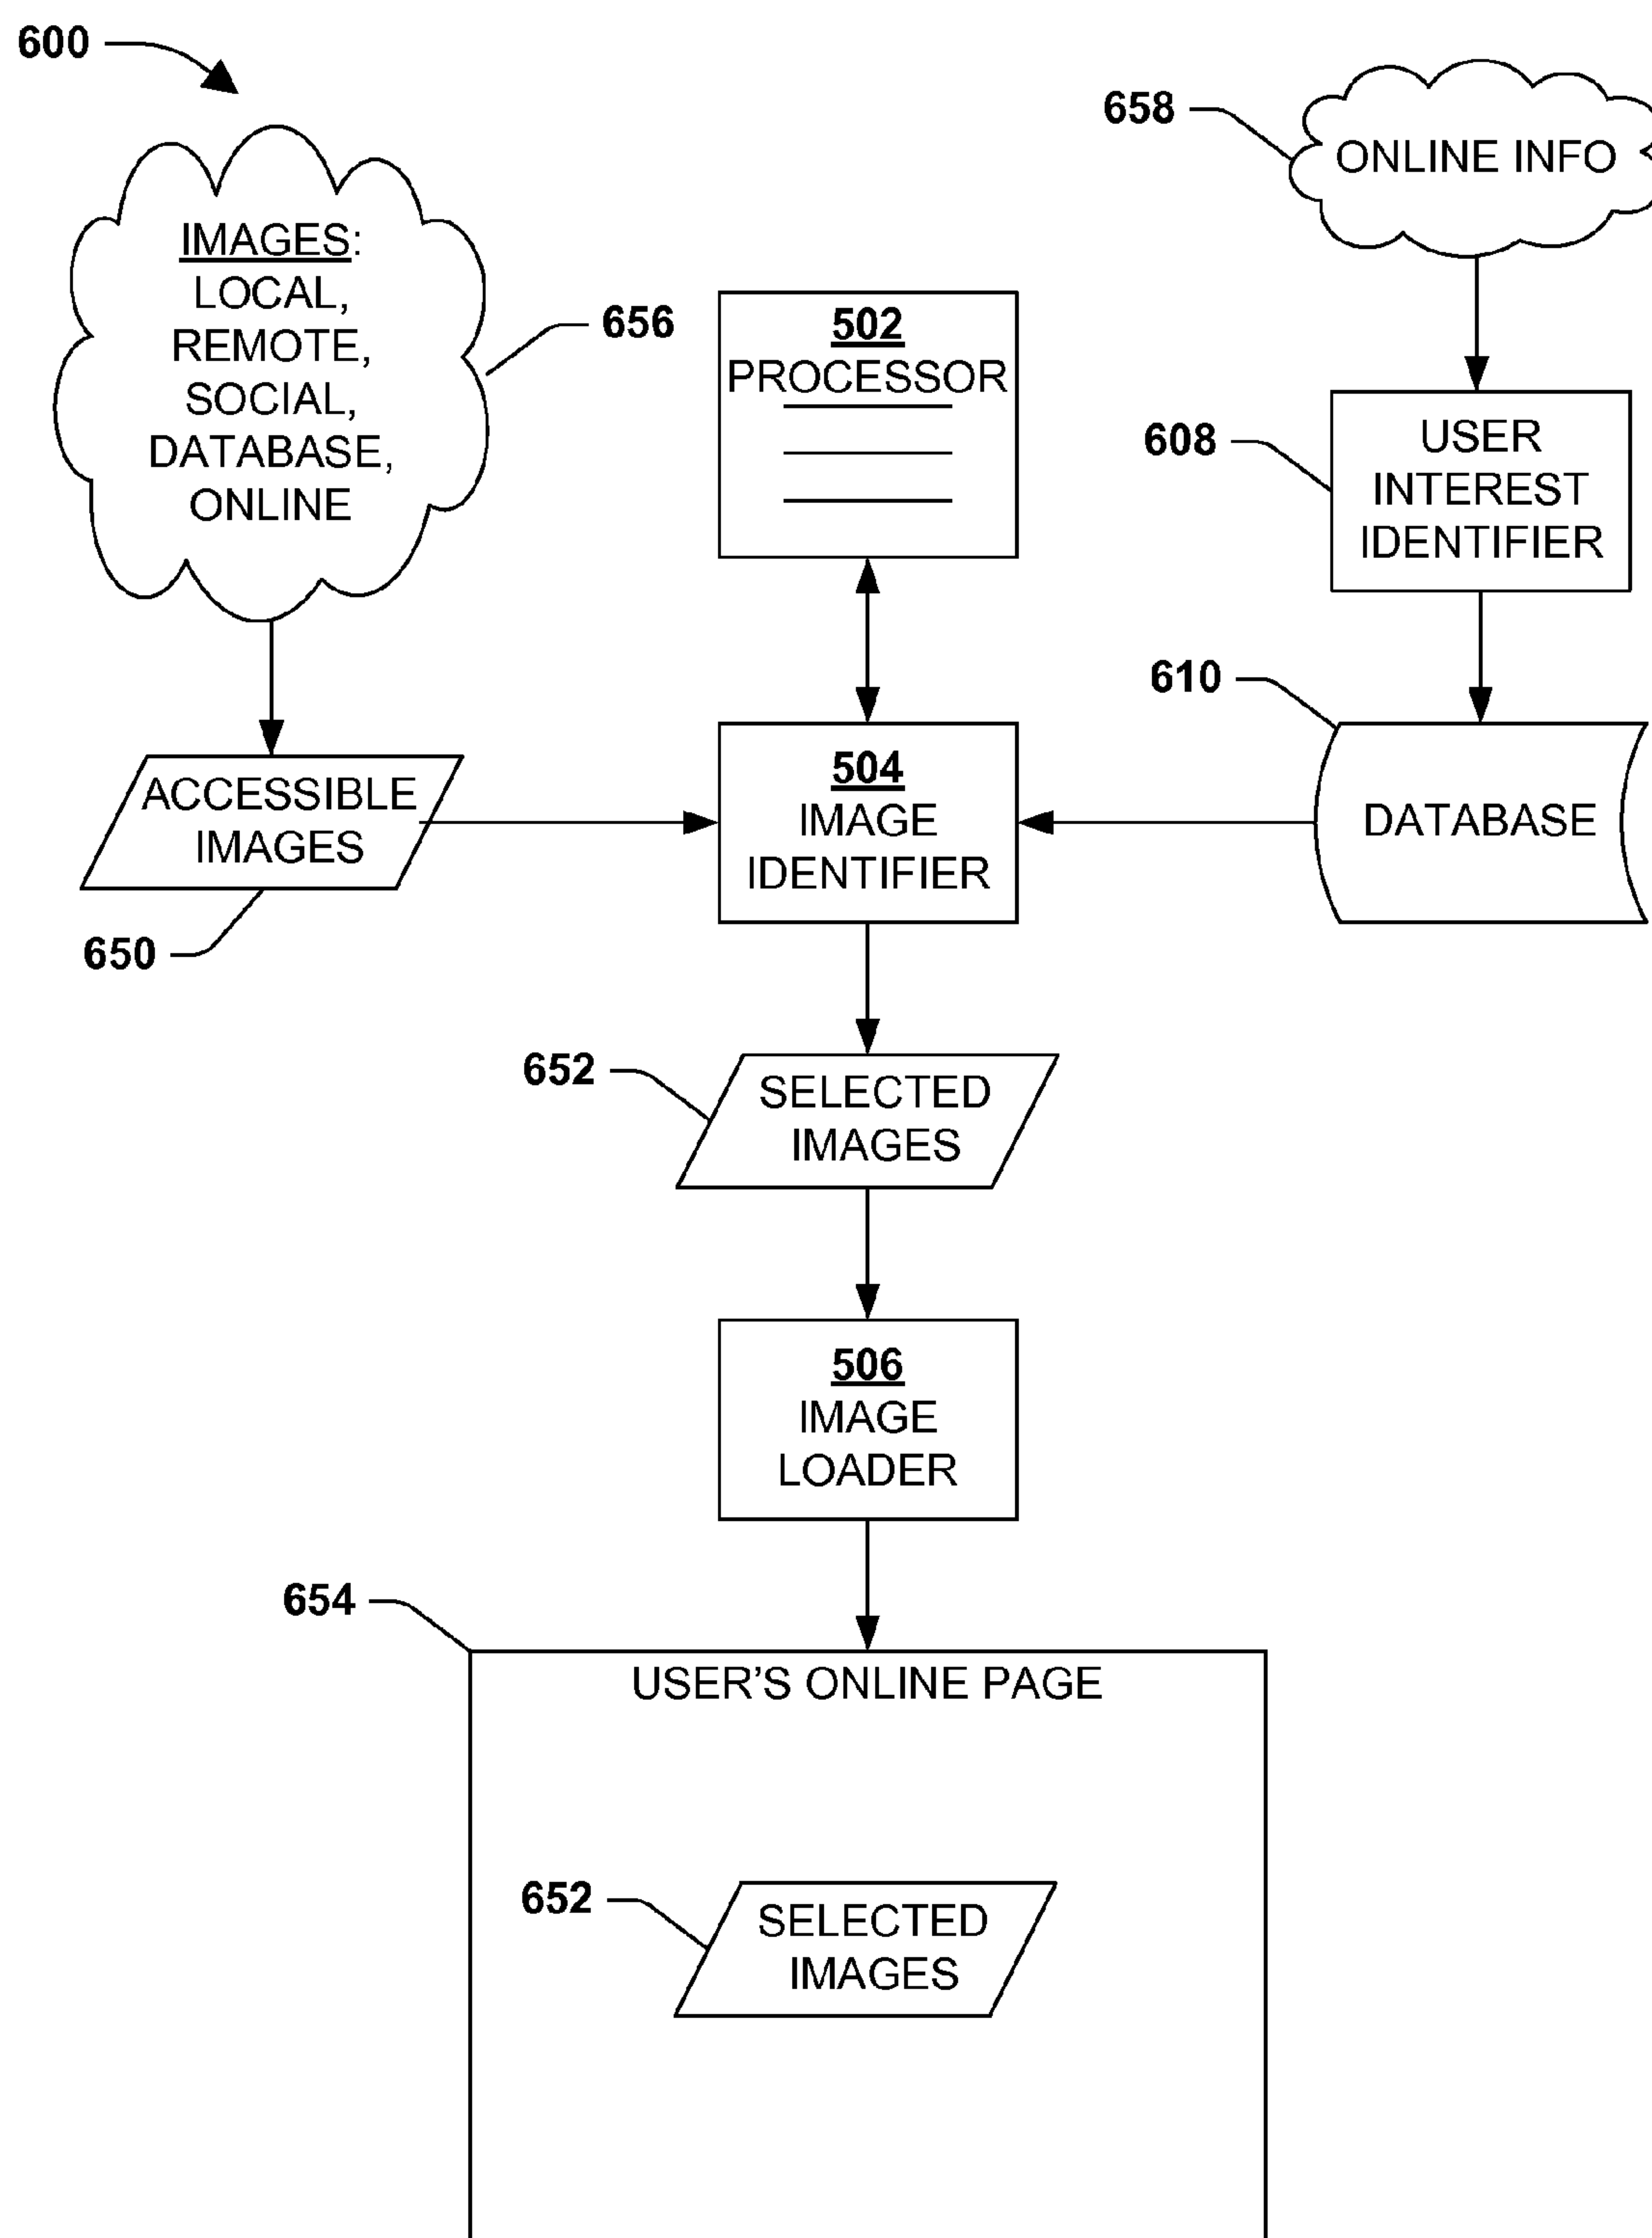 600
658
ONLINE INFO
IMAGES:
LOCAL,
REMOTE,
SOCIAL,
DATABASE,
ONLINE
656
502
PROCESSOR
608
USER
INTEREST
IDENTIFIER
610
ACCESSIBLE
IMAGES
650
504
IMAGE
IDENTIFIER
DATABASE
652
SELECTED
IMAGES
506
IMAGE
LOADER
654
USER'S ONLINE PAGE
652
SELECTED
IMAGES